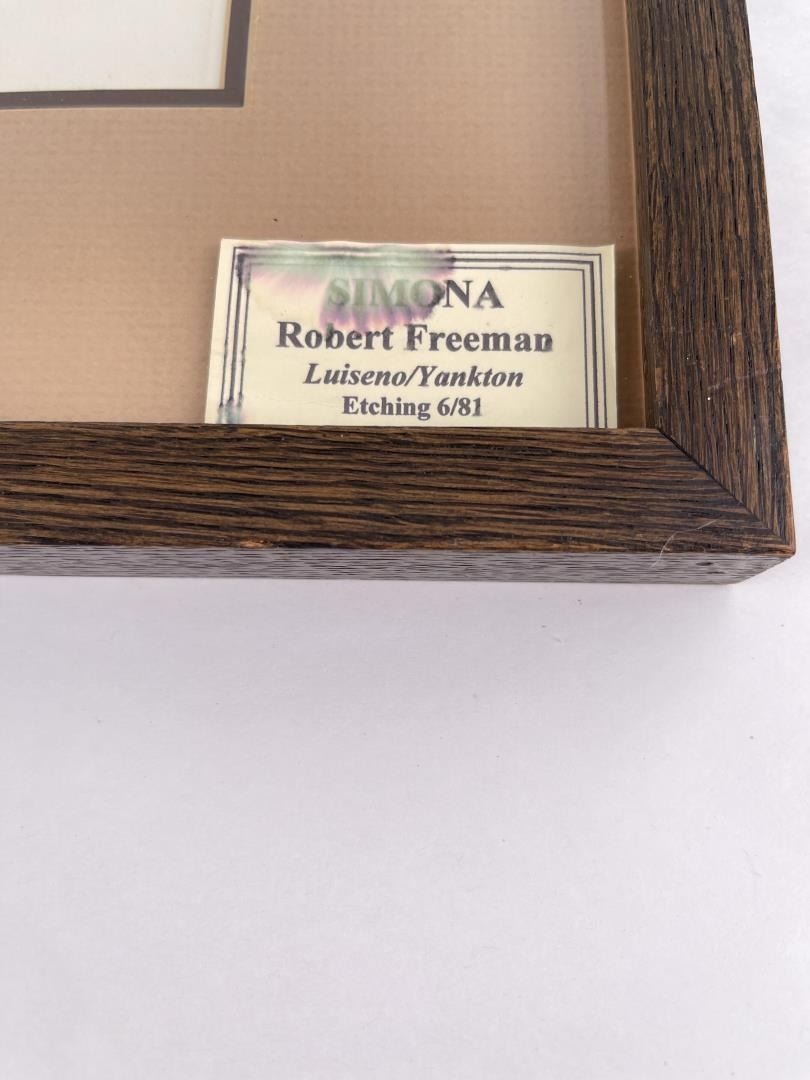 SIMONA
Robert Freeman
Luiseno/Yankton
Etching 6/81